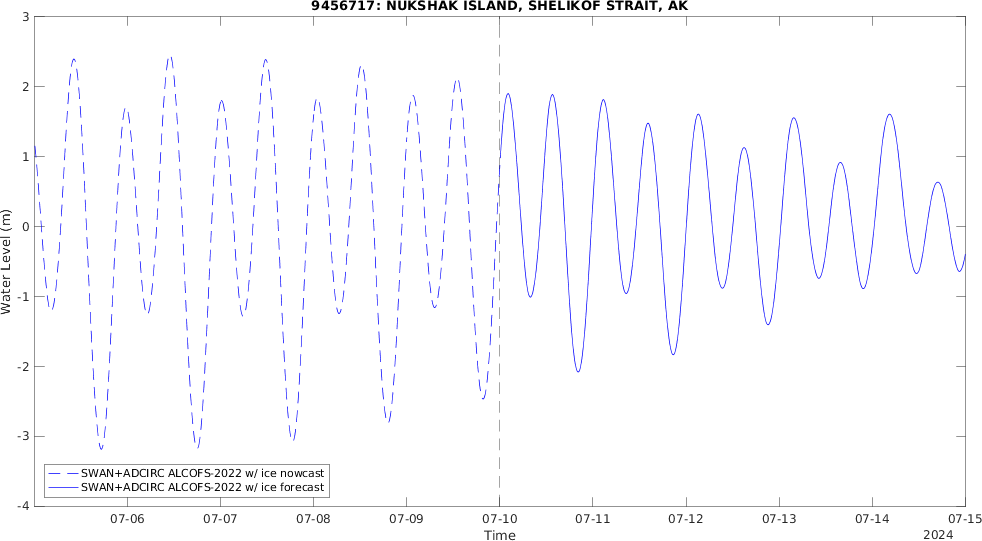 9456717: NUKSHAK ISLAND, SHELIKOF STRAIT, AK
3
2
1
0
-1
-2
-3
-4
Water Level (m)
SWAN+ADCIRC ALCOFS-2022 w/ ice nowcast
SWAN+ADCIRC ALCOFS-2022 w/ ice forecast
07-06 07-07 07-08 07-09 07-10 07-11 07-12 07-13 07-14 07-15
Time
2024